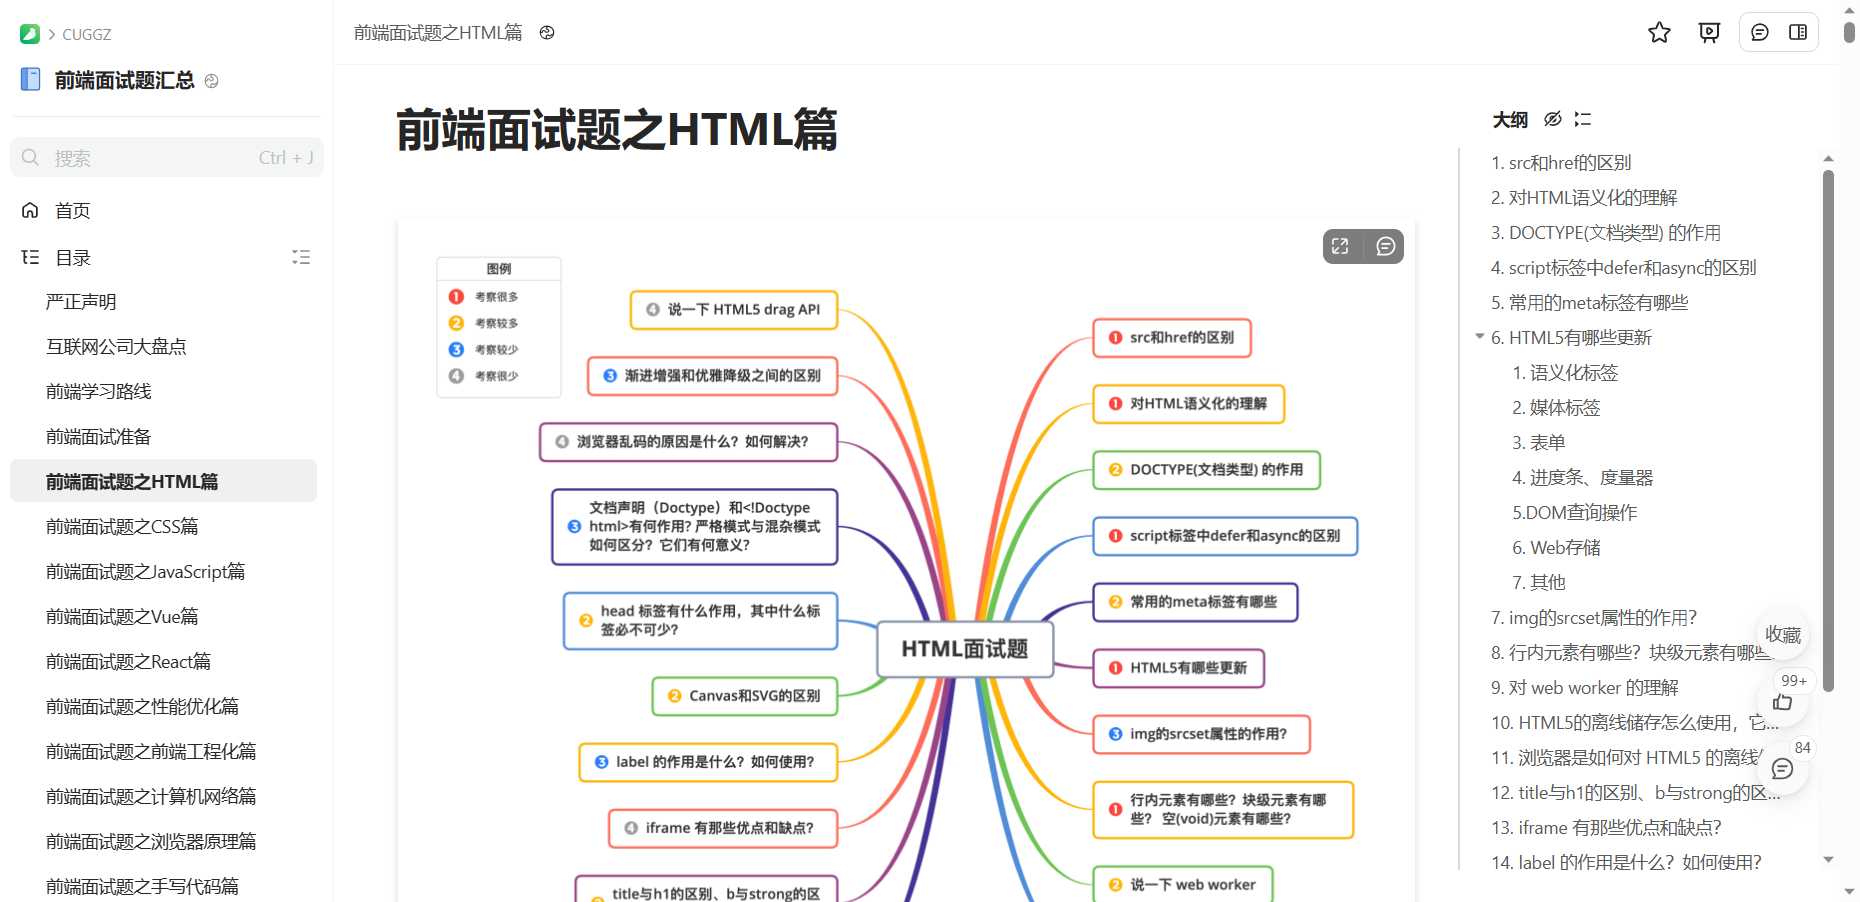 CUGGZ
前端面试题汇总
搜索
Ctrl + J
首页
目录
严正声明
互联网公司大盘点
前端学习路线
前端面试准备
前端面试题之HTML篇
前端面试题之CSS篇
前端面试题之JavaScript篇
前端面试题之Vue篇
前端面试题之React篇
前端面试题之性能优化篇
前端面试题之前端工程化篇
前端面试题之计算机网络篇
前端面试题之浏览器原理篇
前端面试题之手写代码篇
前端面试题之HTML篇
前端面试题之HTML篇
图例
1 考察很多
2 考察较多
3 考察较少
4 考察很少
4 说一下 HTML5 drag API
3 渐进增强和优雅降级之间的区别
4 浏览器乱码的原因是什么？如何解决？
文档声明（Doctype）和<!Doctype
3 html>有何作用? 严格模式与混杂模式
如何区分？它们有何意义?
head 标签有什么作用，其中什么标
2 签必不可少？
2 Canvas和SVG的区别
3 label 的作用是什么？如何使用？
4 iframe 有那些优点和缺点？
title与h1的区别、b与strong的区
HTML面试题
1 src和href的区别
1 对HTML语义化的理解
2 DOCTYPE(文档类型) 的作用
1 script标签中defer和async的区别
2 常用的meta标签有哪些
1 HTML5有哪些更新
3 img的srcset属性的作用？
行内元素有哪些？块级元素有哪
1 些？ 空(void)元素有哪些？
2 说一下 web worker
大纲
1. src和href的区别
2. 对HTML语义化的理解
3. DOCTYPE(文档类型) 的作用
4. script标签中defer和async的区别
5. 常用的meta标签有哪些
6. HTML5有哪些更新
1. 语义化标签
2. 媒体标签
3. 表单
4. 进度条、度量器
5.DOM查询操作
6. Web存储
7. 其他
7. img的srcset属性的作用？
8. 行内元素有哪些？块级元素有哪些...
9. 对 web worker 的理解
10. HTML5的离线储存怎么使用，它...
11. 浏览器是如何对 HTML5 的离线
12. title与h1的区别、b与strong的区...
13. iframe 有那些优点和缺点？
14. label 的作用是什么？如何使用？
收藏
99+
84